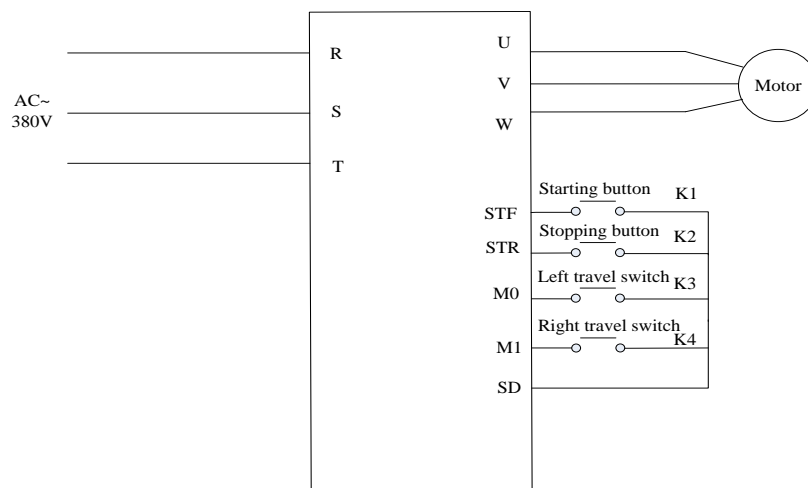 R
U
V
Motor
AC~
380V
S
W
T
Starting button
K1
STF
Stopping button
K2
STR
Left travel switch
K3
M0
Right travel switch
K4
M1
SD